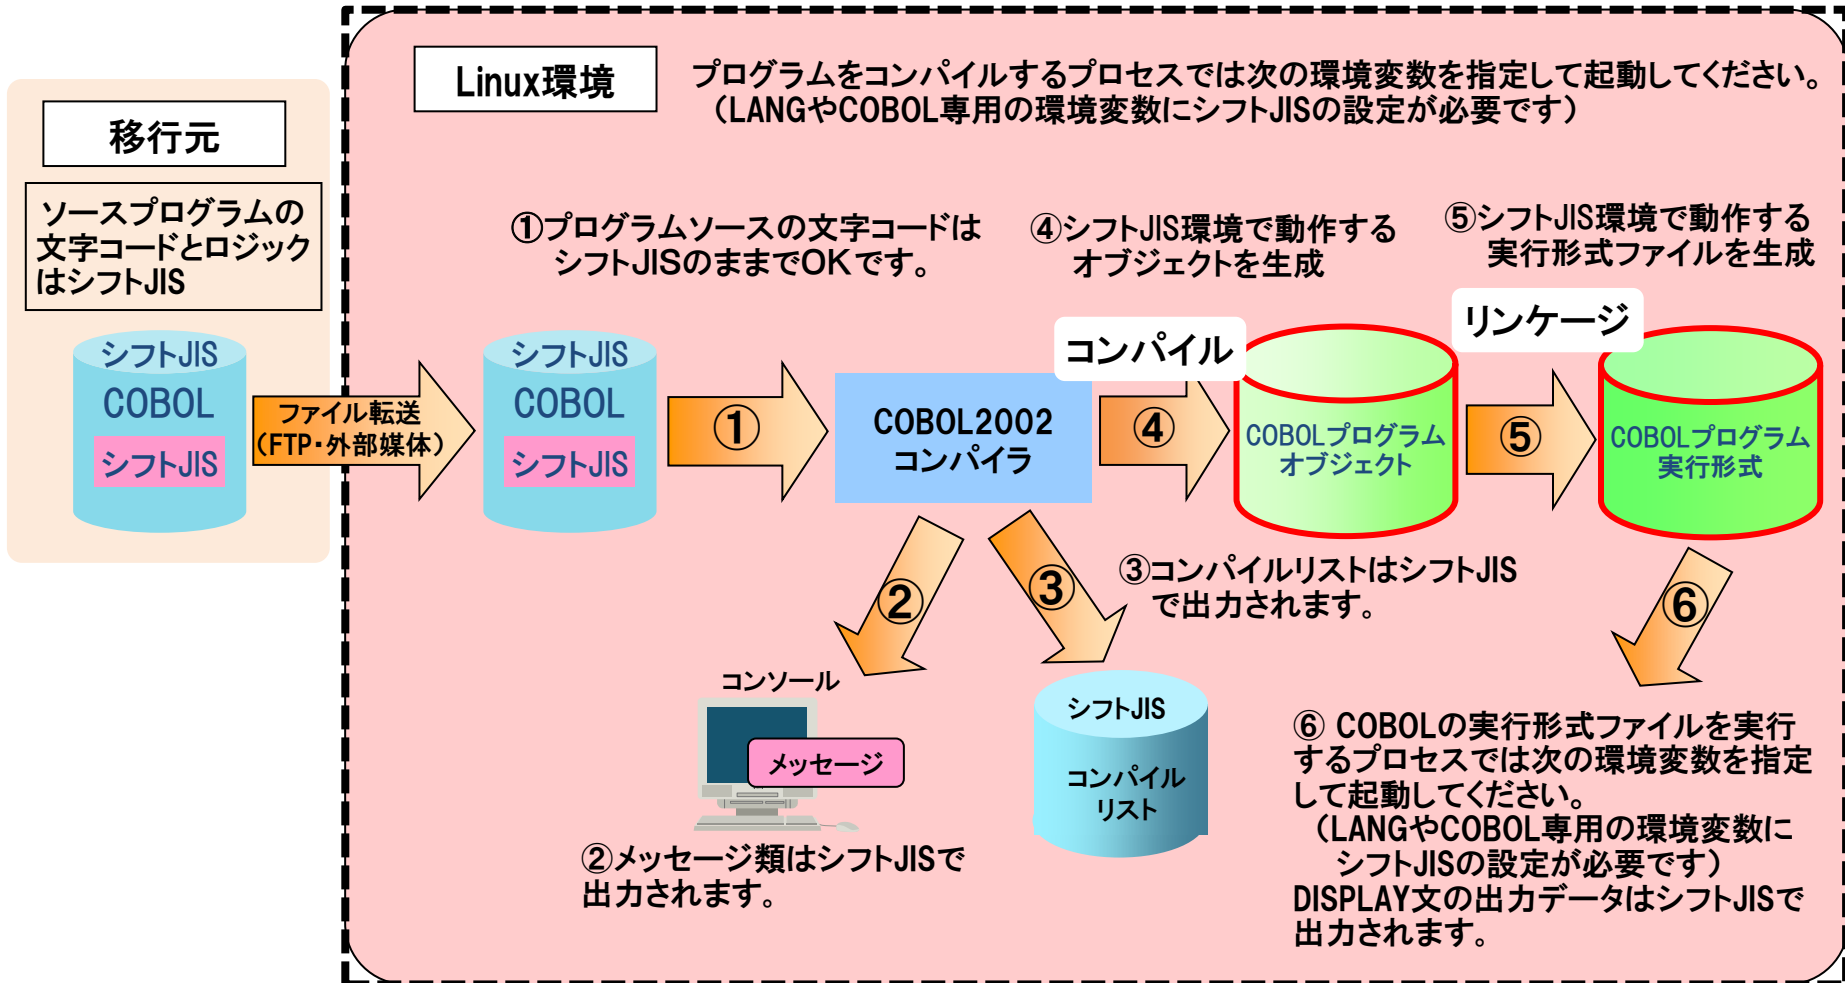 Linux環境
プログラムをコンパイルするプロセスでは次の環境変数を指定して起動してください。
（LANGやCOBOL専用の環境変数にシフトJISの設定が必要です）
移行元
ソースプログラムの
文字コードとロジック
はシフトJIS
①プログラムソースの文字コードは
シフトJISのままでOKです。
④シフトJIS環境で動作する
オブジェクトを生成
⑤シフトJIS環境で動作する
実行形式ファイルを生成
シフトJIS
COBOL
シフトJIS
ファイル転送
（FTP・外部媒体）
シフトJIS
COBOL
シフトJIS
①
COBOL2002
コンパイラ
コンパイル
④
COBOLプログラム
オブジェクト
リンケージ
⑤
COBOLプログラム
実行形式
②
③
③コンパイルリストはシフトJIS
で出力されます。
⑥
コンソール
メッセージ
②メッセージ類はシフトJISで
出力されます。
シフトJIS
コンパイル
リスト
⑥ COBOLの実行形式ファイルを実行
するプロセスでは次の環境変数を指定
して起動してください。
（LANGやCOBOL専用の環境変数に
シフトJISの設定が必要です）
DISPLAY文の出力データはシフトJISで
出力されます。